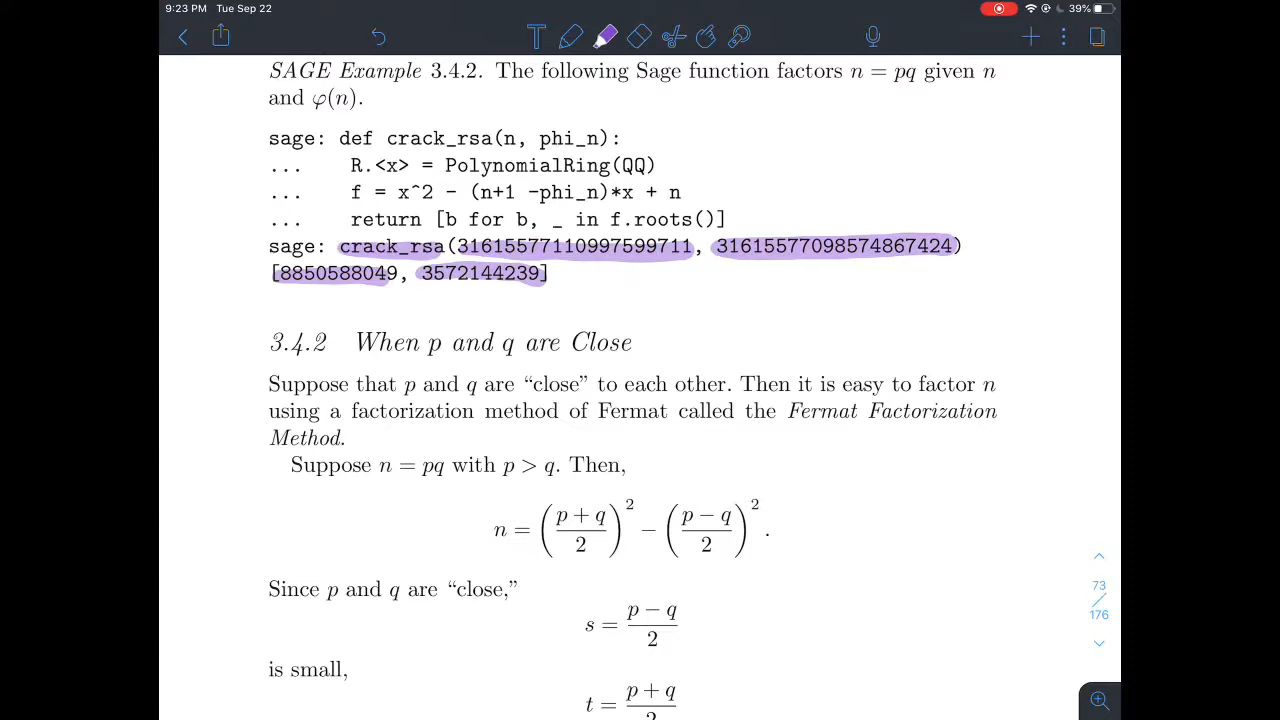 9:23 PM Tue Sep 22
39%
SAGE Example 3.4.2. The following Sage function factors n = pq given n
and φ(n).
sage: def crack_rsa(n, phi_n):
... R.<x> = PolynomialRing(QQ)
... f = x^2 - (n+1 -phi_n)*x + n
... return [b for b, _ in f.roots()]
sage: crack_rsa(31615577110997599711, 31615577098574867424)
[8850588049, 3572144239]
3.4.2 When p and q are Close
Suppose that p and q are “close” to each other. Then it is easy to factor n
using a factorization method of Fermat called the Fermat Factorization
Method.
Suppose n = pq with p > q. Then,
n = ((p + q)/2)^2 − ((p − q)/2)^2.
Since p and q are “close,”
s = (p − q)/2
is small,
t = (p + q)/2
73
176